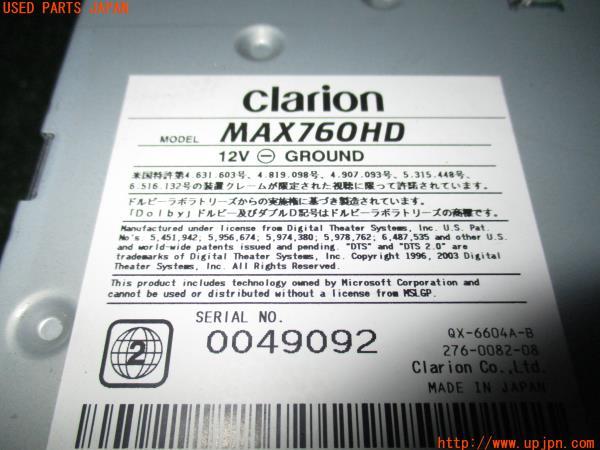 USED PARTS JAPAN
clarion
MODEL MAX760HD
12V ⊖ GROUND
米国特許第4.631.603号、4.819.098号、4.907.093号、5.315.448号、
6.516.132号の装置クレームが限定された視聴に限って許諾されています。
ドルビーラボラトリーズからの実施権に基づき製造されています。
「Dolby」ドルビー及びダブルD記号はドルビーラボラトリーズの商標です。
Manufactured under license from Digital Theater Systems, Inc. U.S. Pat.
No's. 5,451,942; 5,956,674; 5,974,380; 5,978,762; 6,487,535 and other U.S.
and world-wide patents issued and pending. "DTS" and "DTS 2.0" are
trademarks of Digital Theater Systems, Inc. Copyright 1996, 2003 Digital
Theater Systems, Inc. All Rights Reserved.
This product includes technology owned by Microsoft Corporation and
cannot be used or distributed without a license from MSLGP.
2
SERIAL NO.
0049092
QX-6604A-B
276-0082-08
Clarion Co.,Ltd.
MADE IN JAPAN
http://www.upjpn.com/